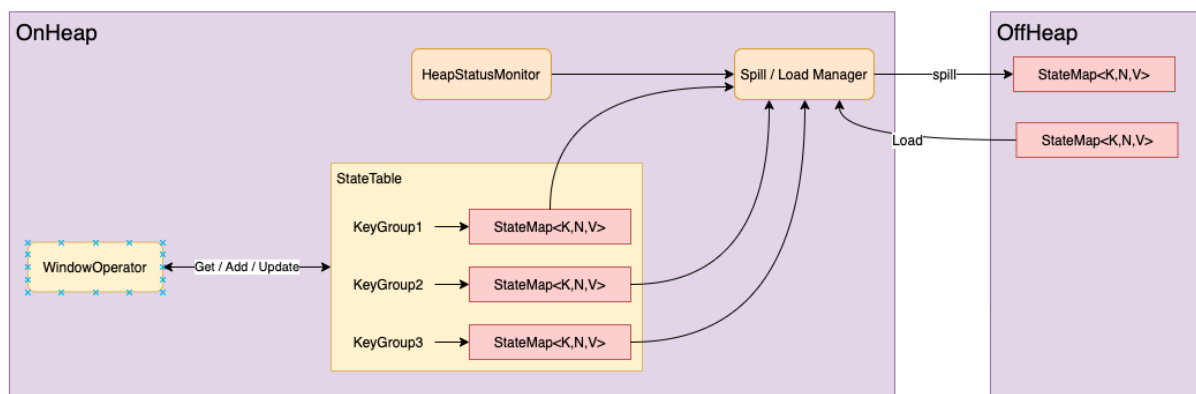 OnHeap
OffHeap
HeapStatusMonitor
Spill / Load Manager
spill
StateMap<K,N,V>
Load
StateMap<K,N,V>
StateTable
KeyGroup1
StateMap<K,N,V>
WindowOperator
Get / Add / Update
KeyGroup2
StateMap<K,N,V>
KeyGroup3
StateMap<K,N,V>